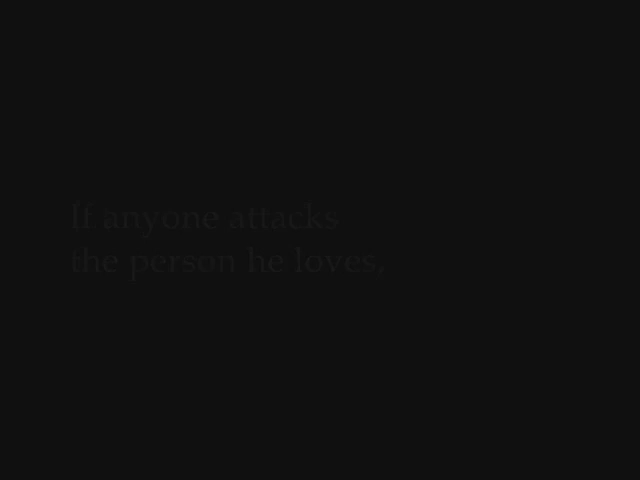 If anyone attacks
the person he loves,